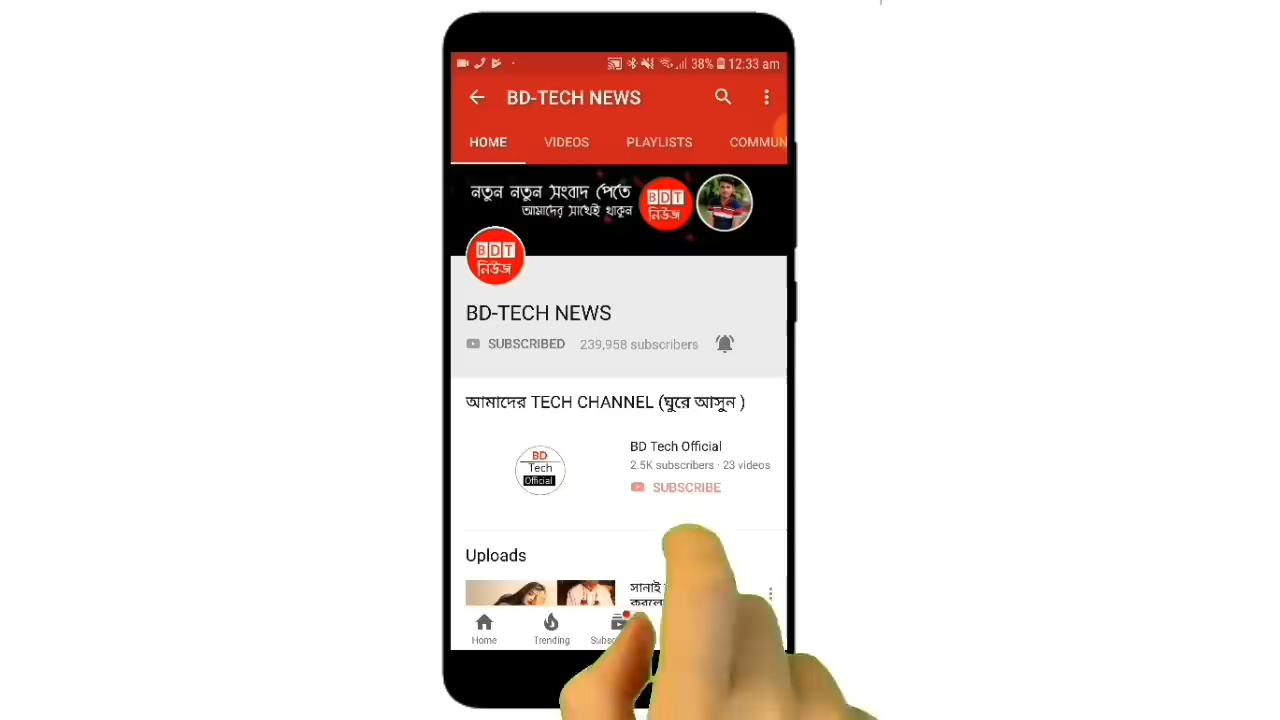 38% 12:33 am
BD-TECH NEWS
HOME VIDEOS PLAYLISTS COMMUN
নতুন নতুন সংবাদ পেতে
আমাদের সাথেই থাকুন
BDT
নিউজ
BDT
নিউজ
BD-TECH NEWS
SUBSCRIBED 239,958 subscribers
আমাদের TECH CHANNEL (ঘুরে আসুন )
BD
Tech
Official
BD Tech Official
2.5K subscribers · 23 videos
SUBSCRIBE
Uploads
সানাই
Home Trending